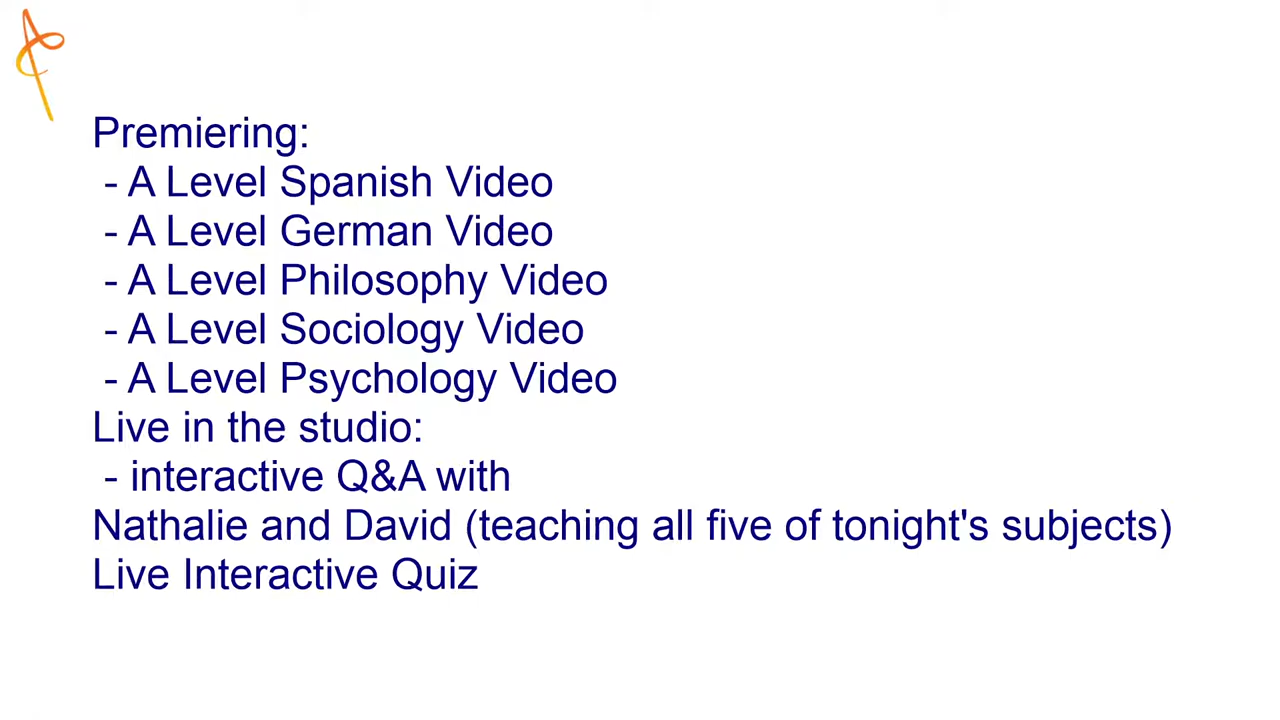 Premiering:
- A Level Spanish Video
- A Level German Video
- A Level Philosophy Video
- A Level Sociology Video
- A Level Psychology Video
Live in the studio:
- interactive Q&A with
Nathalie and David (teaching all five of tonight's subjects)
Live Interactive Quiz